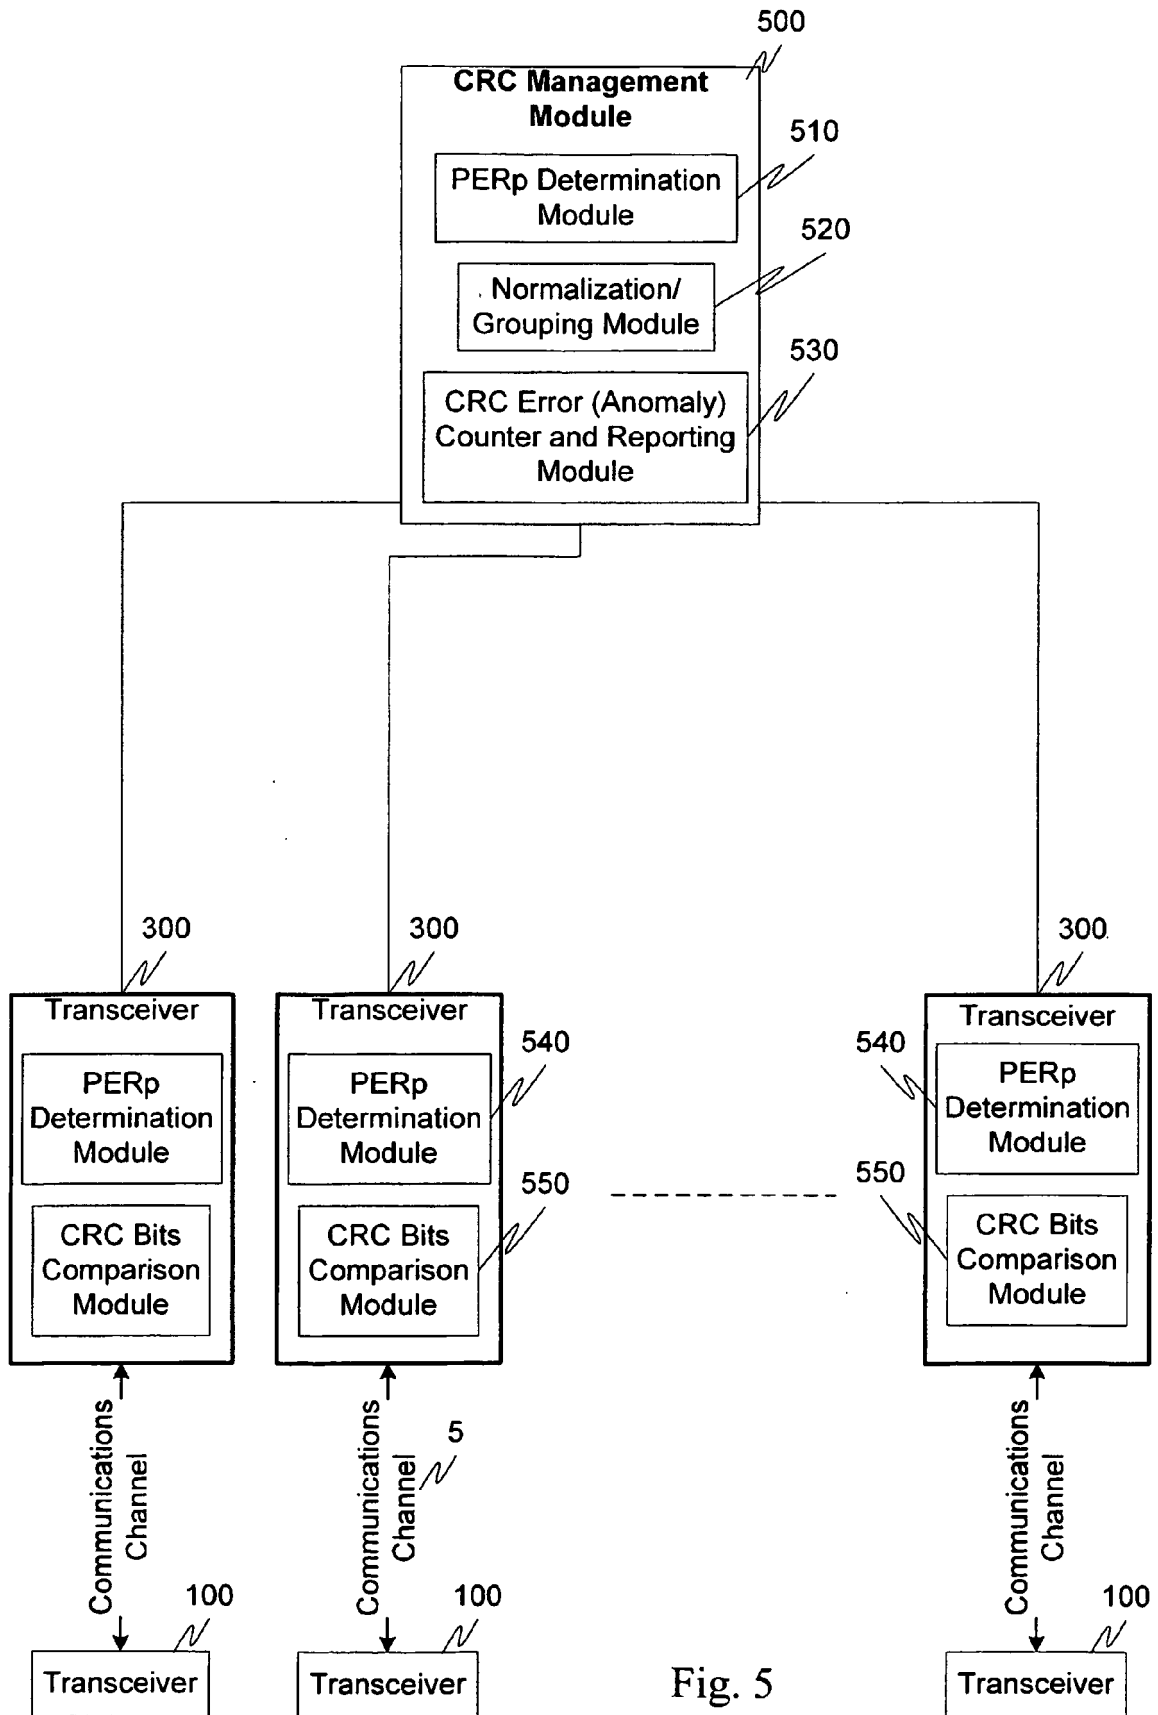 500
CRC Management
Module
510
PERp Determination
Module
520
Normalization/
Grouping Module
530
CRC Error (Anomaly)
Counter and Reporting
Module
300
300
300
Transceiver
Transceiver
Transceiver
PERp
Determination
Module
540
PERp
Determination
Module
540
PERp
Determination
Module
CRC Bits
Comparison
Module
550
CRC Bits
Comparison
Module
550
CRC Bits
Comparison
Module
Communications
Channel
5
Communications
Channel
Communications
Channel
100
100
100
Transceiver
Transceiver
Transceiver
Fig. 5